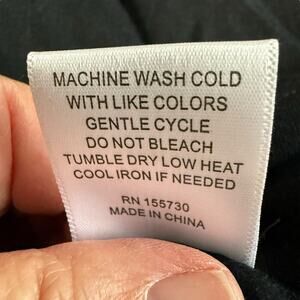 MACHINE WASH COLD
WITH LIKE COLORS
GENTLE CYCLE
DO NOT BLEACH
TUMBLE DRY LOW HEAT
COOL IRON IF NEEDED
RN 155730
MADE IN CHINA